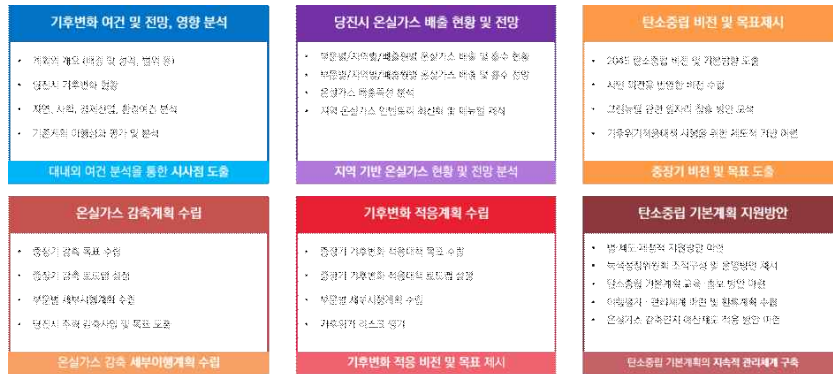 기후변화 여건 및 전망, 영향 분석
• 계획의 개요 (배경 및 성격, 범위 등)
• 당진시 기후변화 현황
• 자연, 사회, 경제산업, 환경여건 분석
• 기존계획 이행성과 평가 및 분석
대내외 여건 분석을 통한 시사점 도출
당진시 온실가스 배출 현황 및 전망
• 부문별/지역별/배출원별 온실가스 배출 및 흡수 현황
• 부문별/지역별/배출원별 온실가스 배출 및 흡수 전망
• 온실가스 배출특성 분석
• 지역 온실가스 인벤토리 최신화 및 매뉴얼 제작
지역 기반 온실가스 현황 및 전망 분석
탄소중립 비전 및 목표제시
• 2045 탄소중립 비전 및 기본방향 도출
• 시민 의견을 반영한 비전 수립
• 그린뉴딜 관련 일자리 창출 방안 모색
• 기후위기적응대책 시행을 위한 제도적 기반 마련
중장기 비전 및 목표 도출
온실가스 감축계획 수립
• 중장기 감축 목표 수립
• 중장기 감축 로드맵 설정
• 부문별 세부시행계획 수립
• 당진시 주력 감축사업 및 목표 도출
온실가스 감축 세부이행계획 수립
기후변화 적응계획 수립
• 중장기 기후변화 적응대책 목표 수립
• 중장기 기후변화 적응대책 로드맵 설정
• 부문별 세부시행계획 수립
• 기후위기 리스크 평가
기후변화 적응 비전 및 목표 제시
탄소중립 기본계획 지원방안
• 법·제도·재정적 지원방안 마련
• 녹색성장위원회 조직구성 및 운영방안 제시
• 탄소중립 기본계획 교육·홍보 방안 마련
• 이행평가·관리체계 마련 및 환류계획 수립
• 온실가스 감축인지 예산제도 적용 방안 마련
탄소중립 기본계획의 지속적 관리체계 구축